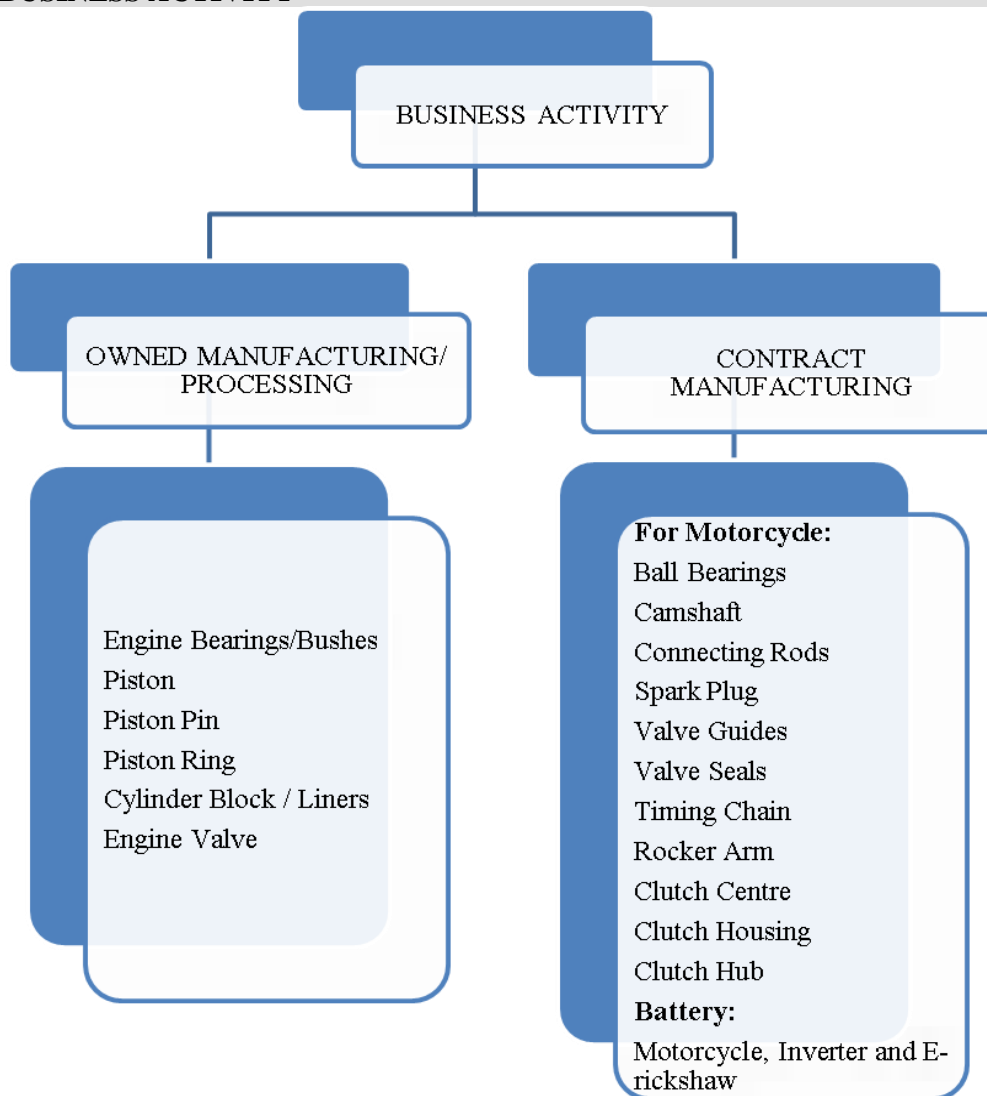 BUSINESS ACTIVITY
BUSINESS ACTIVITY
OWNED MANUFACTURING/
PROCESSING
CONTRACT
MANUFACTURING
Engine Bearings/Bushes
Piston
Piston Pin
Piston Ring
Cylinder Block / Liners
Engine Valve
For Motorcycle:
Ball Bearings
Camshaft
Connecting Rods
Spark Plug
Valve Guides
Valve Seals
Timing Chain
Rocker Arm
Clutch Centre
Clutch Housing
Clutch Hub
Battery:
Motorcycle, Inverter and E-
rickshaw